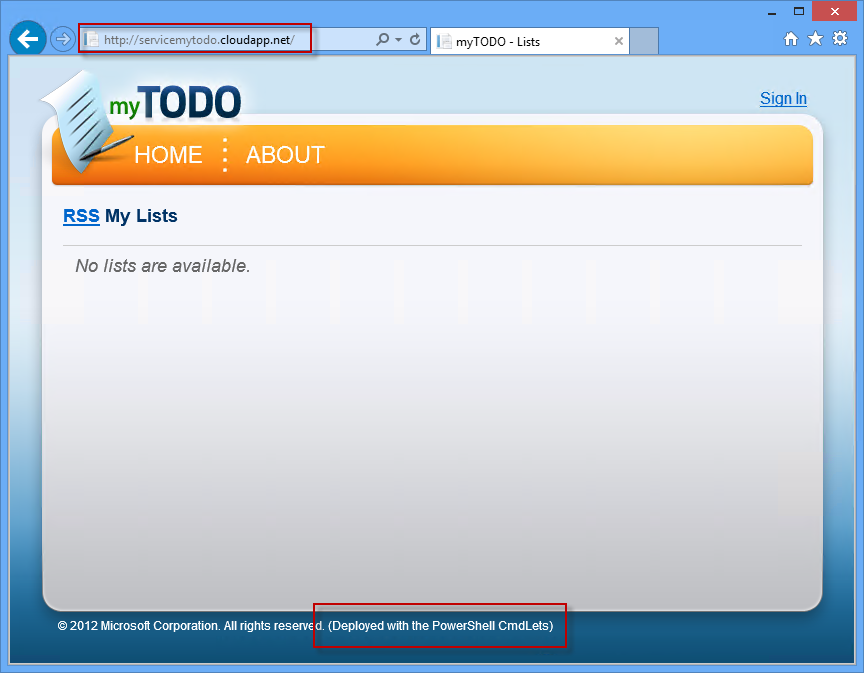 http://servicemytodo.cloudapp.net/
myTODO - Lists
myTODO
Sign In
HOME
ABOUT
RSS My Lists
No lists are available.
© 2012 Microsoft Corporation. All rights reserved. (Deployed with the PowerShell CmdLets)